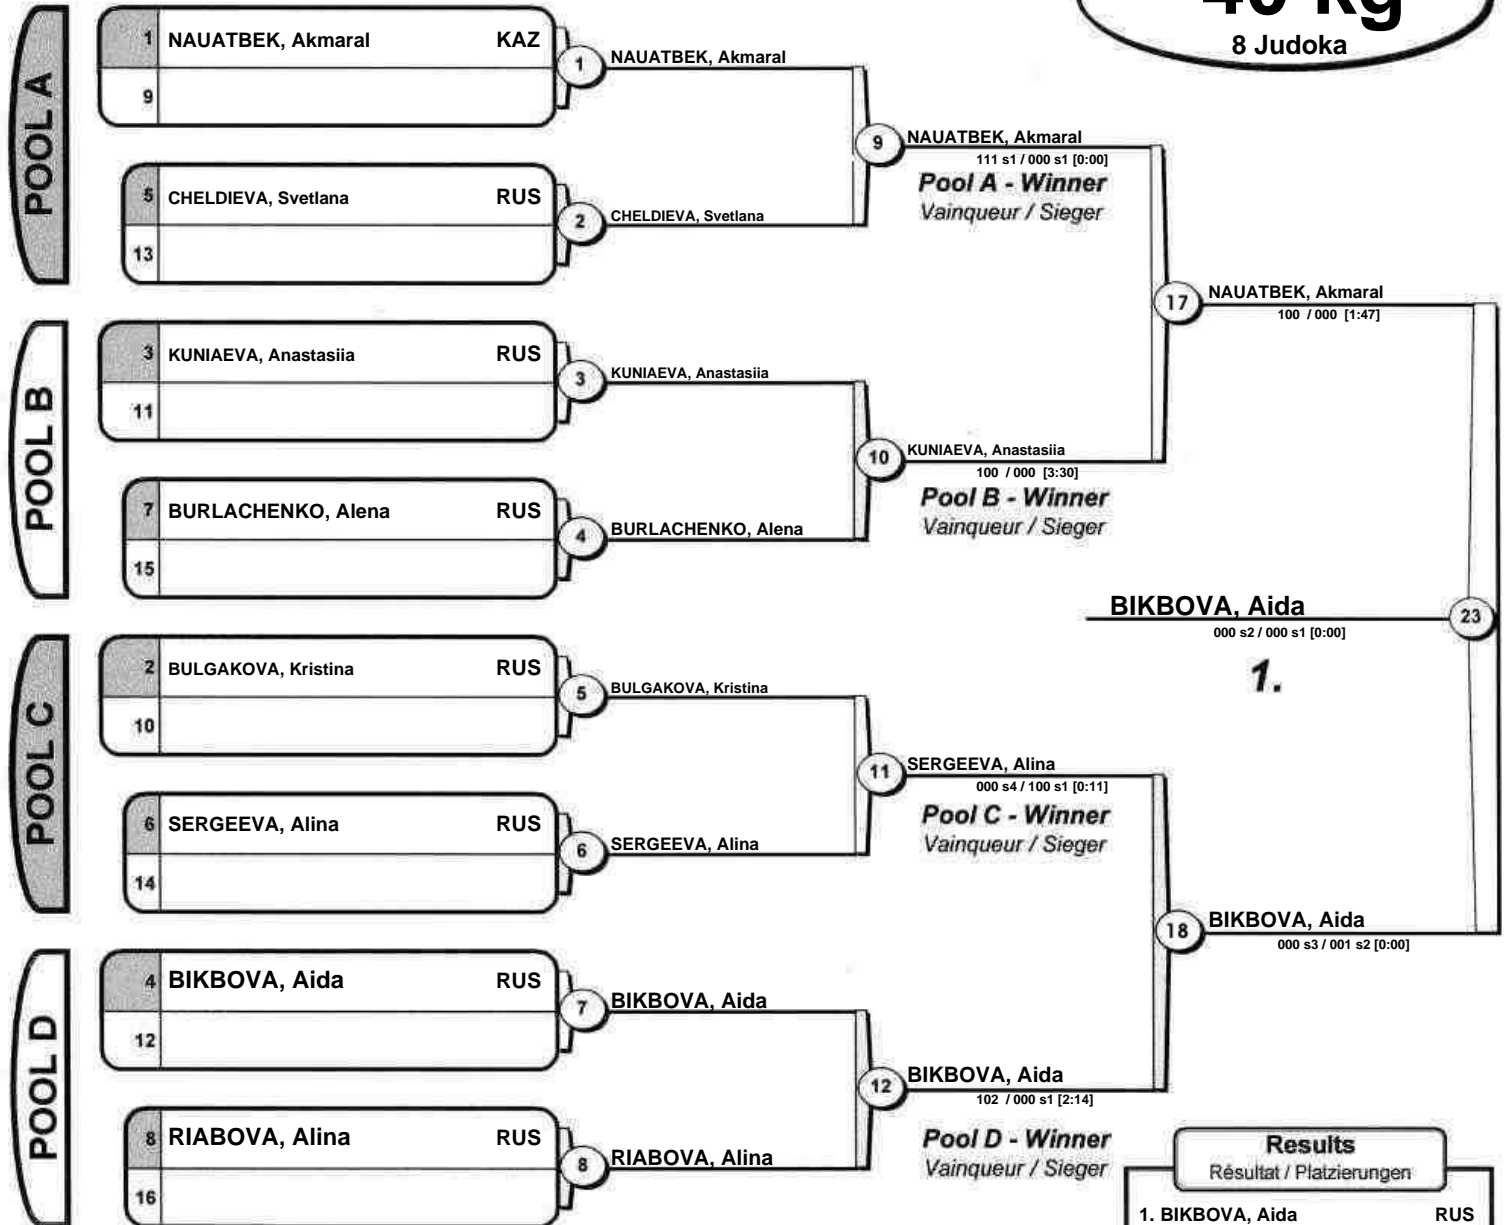 8 Judoka
POOL A
1 NAUATBEK, Akmaral KAZ
9
1 NAUATBEK, Akmaral
5 CHELDIEVA, Svetlana RUS
13
2 CHELDIEVA, Svetlana
9 NAUATBEK, Akmaral
111 s1 / 000 s1 [0:00]
Pool A - Winner
Vainqueur / Sieger
POOL B
3 KUNIAEVA, Anastasiia RUS
11
3 KUNIAEVA, Anastasiia
7 BURLACHENKO, Alena RUS
15
4 BURLACHENKO, Alena
10 KUNIAEVA, Anastasiia
100 / 000 [3:30]
Pool B - Winner
Vainqueur / Sieger
17 NAUATBEK, Akmaral
100 / 000 [1:47]
BIKBOVA, Aida 23
000 s2 / 000 s1 [0:00]
1.
POOL C
2 BULGAKOVA, Kristina RUS
10
5 BULGAKOVA, Kristina
6 SERGEEVA, Alina RUS
14
6 SERGEEVA, Alina
11 SERGEEVA, Alina
000 s4 / 100 s1 [0:11]
Pool C - Winner
Vainqueur / Sieger
18 BIKBOVA, Aida
000 s3 / 001 s2 [0:00]
POOL D
4 BIKBOVA, Aida RUS
12
7 BIKBOVA, Aida
8 RIABOVA, Alina RUS
16
8 RIABOVA, Alina
12 BIKBOVA, Aida
102 / 000 s1 [2:14]
Pool D - Winner
Vainqueur / Sieger
Results
Résultat / Platzierungen
1. BIKBOVA, Aida RUS